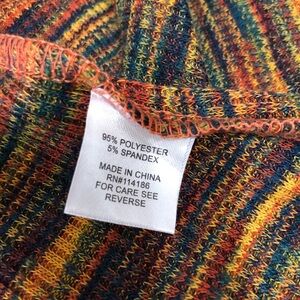 95% POLYESTER
5% SPANDEX
MADE IN CHINA
RN#114186
FOR CARE SEE
REVERSE